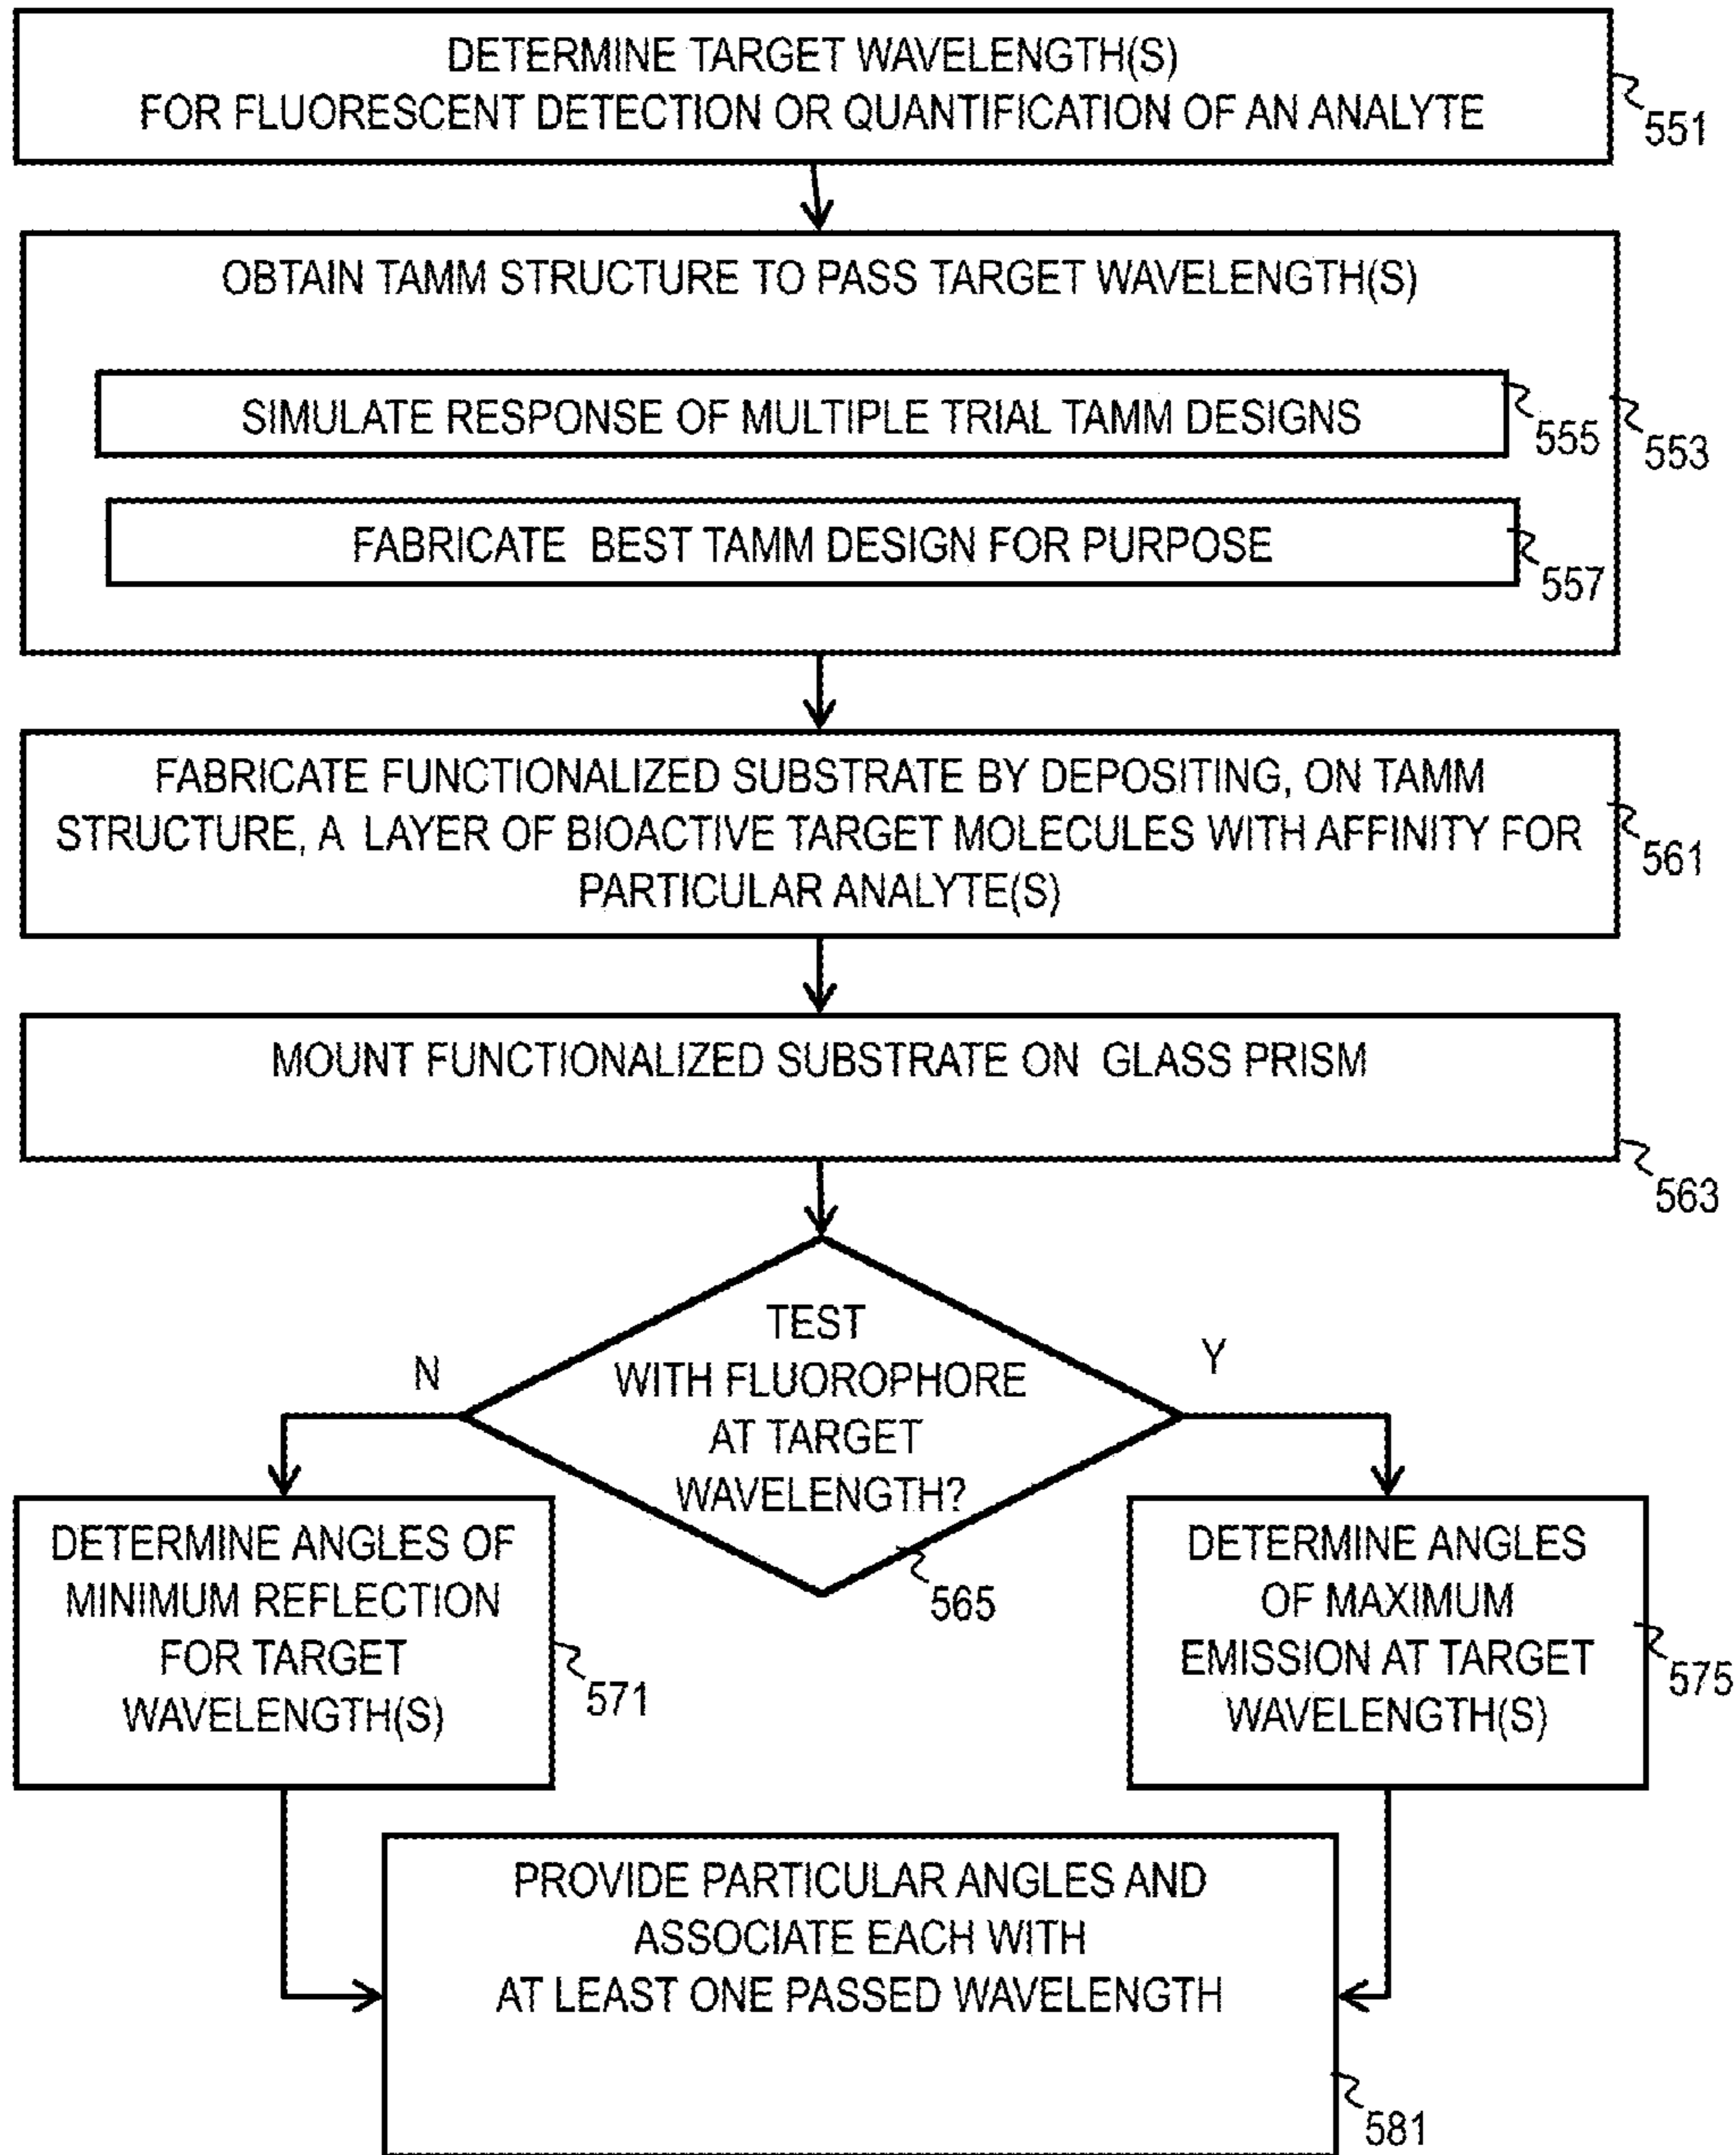 DETERMINE TARGET WAVELENGTH(S)
FOR FLUORESCENT DETECTION OR QUANTIFICATION OF AN ANALYTE
551
OBTAIN TAMM STRUCTURE TO PASS TARGET WAVELENGTH(S)
SIMULATE RESPONSE OF MULTIPLE TRIAL TAMM DESIGNS
555
553
FABRICATE BEST TAMM DESIGN FOR PURPOSE
557
FABRICATE FUNCTIONALIZED SUBSTRATE BY DEPOSITING, ON TAMM
STRUCTURE, A LAYER OF BIOACTIVE TARGET MOLECULES WITH AFFINITY FOR
PARTICULAR ANALYTE(S)
561
MOUNT FUNCTIONALIZED SUBSTRATE ON GLASS PRISM
563
TEST
WITH FLUOROPHORE
AT TARGET
WAVELENGTH?
N
Y
565
DETERMINE ANGLES OF
MINIMUM REFLECTION
FOR TARGET
WAVELENGTH(S)
571
DETERMINE ANGLES
OF MAXIMUM
EMISSION AT TARGET
WAVELENGTH(S)
575
PROVIDE PARTICULAR ANGLES AND
ASSOCIATE EACH WITH
AT LEAST ONE PASSED WAVELENGTH
581